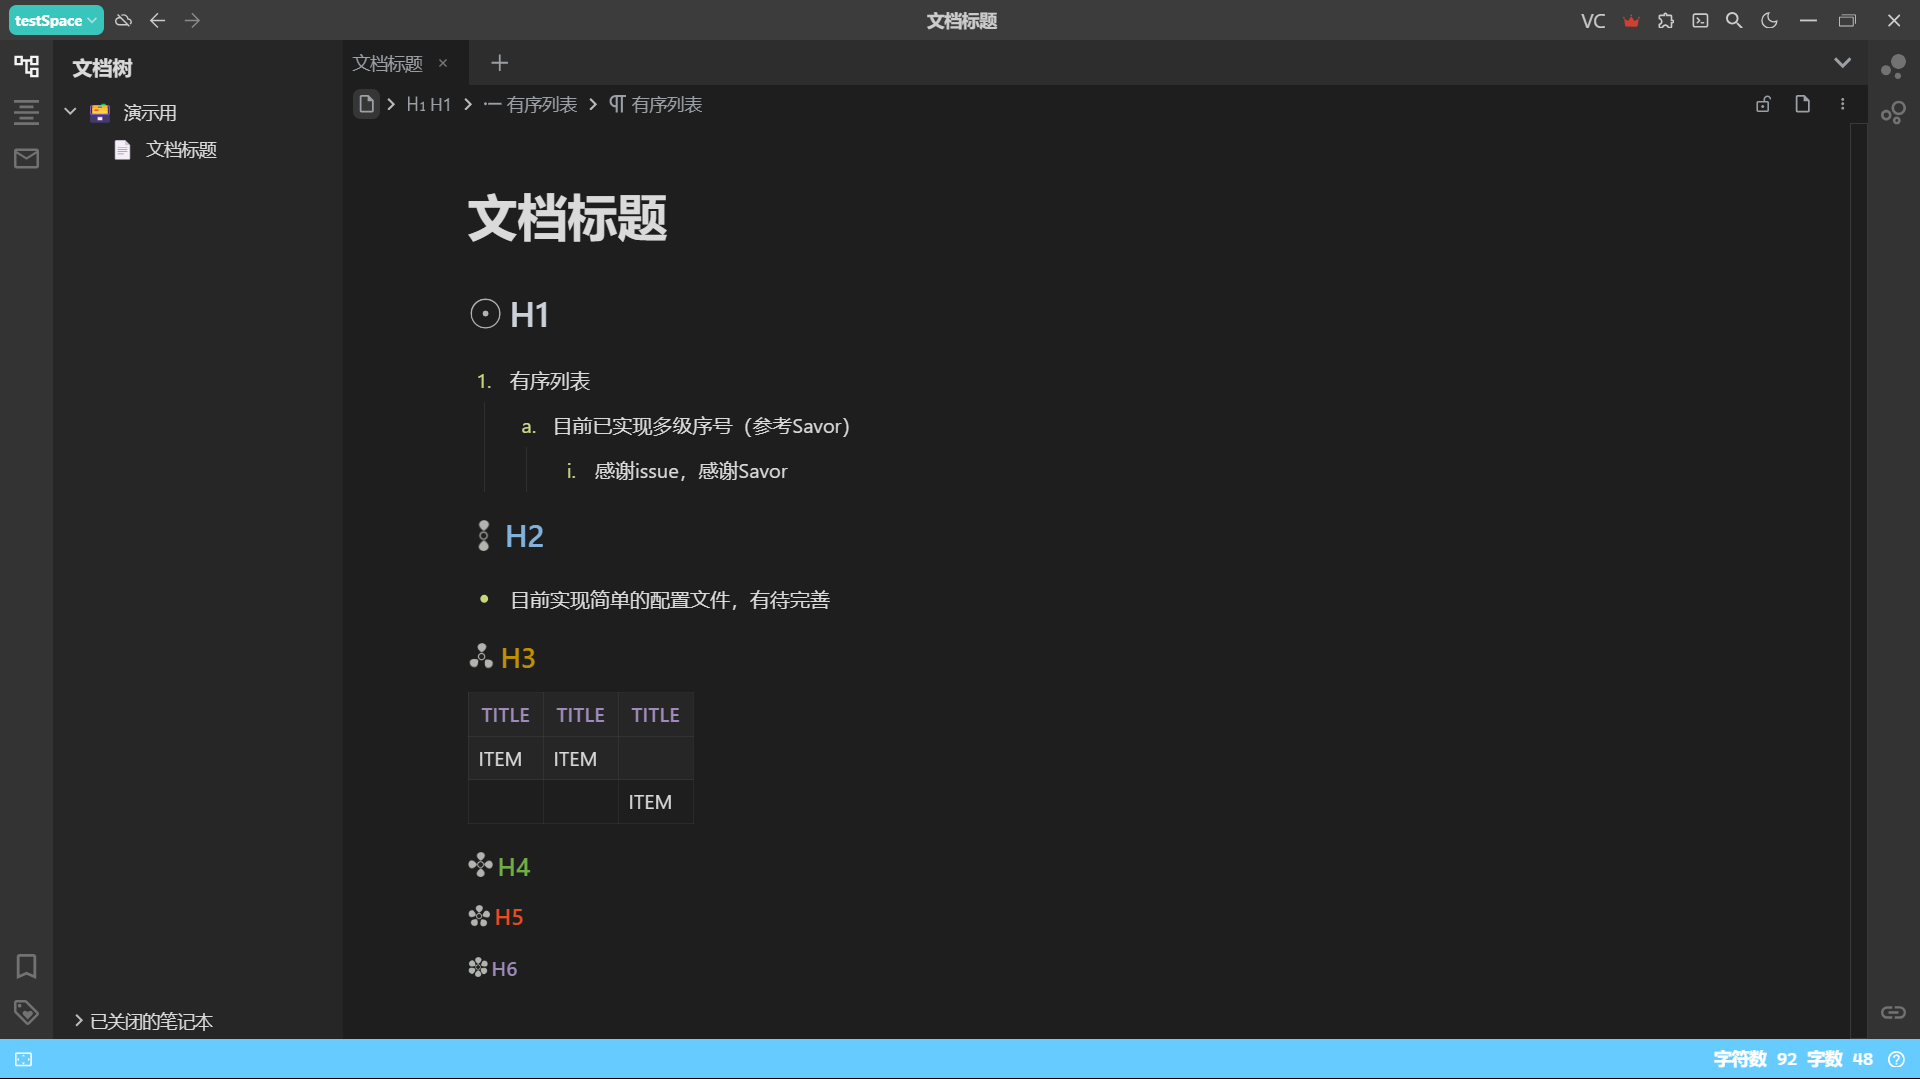 testSpace
文档标题
VC
文档树
演示用
文档标题
已关闭的笔记本
文档标题
H1 H1 有序列表 有序列表
文档标题
H1
1. 有序列表
a. 目前已实现多级序号（参考Savor）
i. 感谢issue，感谢Savor
H2
• 目前实现简单的配置文件，有待完善
H3
TITLE TITLE TITLE
ITEM ITEM
ITEM
H4
H5
H6
字符数 92 字数 48